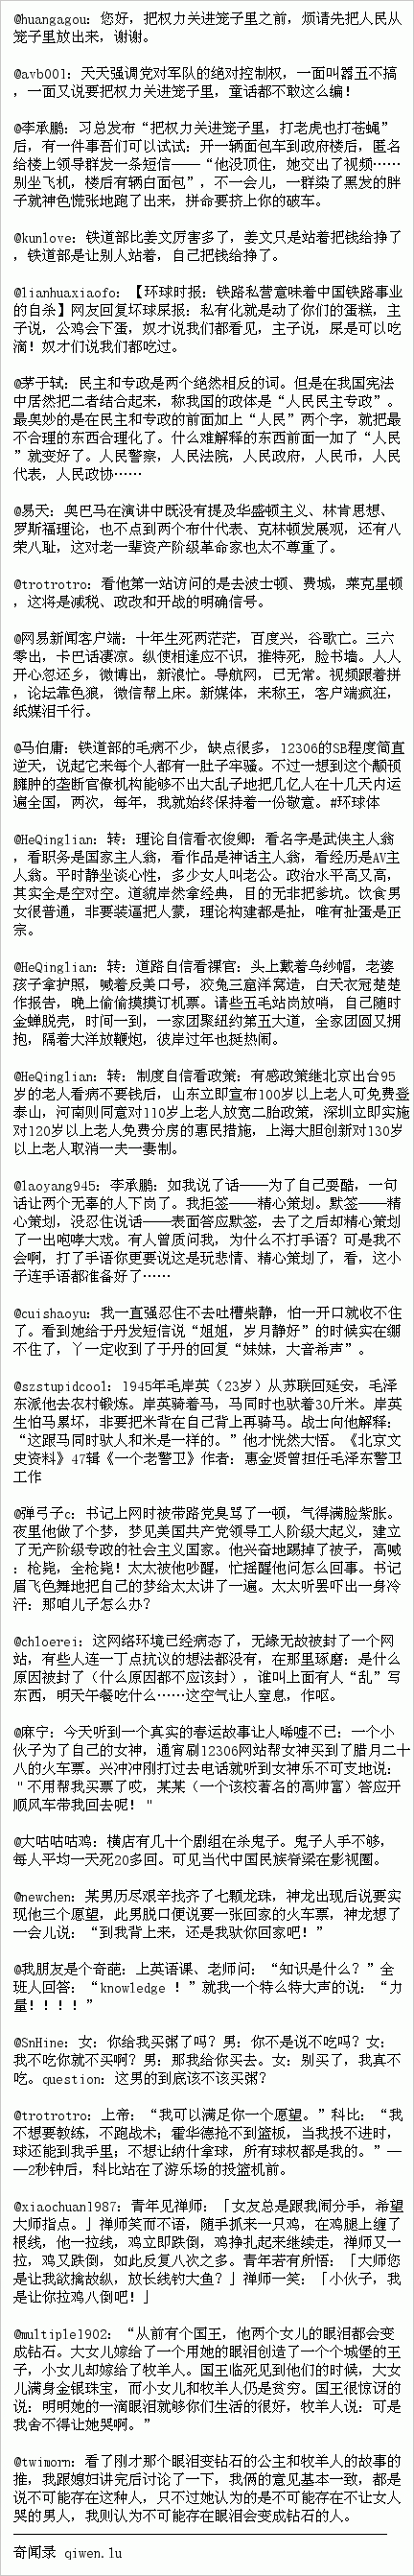 @huangagou: 您好，把权力关进笼子里之前，烦请先把人民从
笼子里放出来，谢谢。
@avb001: 天天强调党对军队的绝对控制权，一面叫嚣五不搞
，一面又说要把权力关进笼子里，童话都不敢这么编！
@李承鹏: 习总发布“把权力关进笼子里，打老虎也打苍蝇”
后，有一件事吾们可以试试: 开一辆面包车到政府楼后，匿名
给楼上领导群发一条短信——“他没顶住，她交出了视频……
别坐飞机，楼后有辆白面包”，不一会儿，一群染了黑发的胖
子就神色慌张地跑了出来，拼命要挤上你的破车。
@kunlove: 铁道部比姜文厉害多了，姜文只是站着把钱给挣了
，铁道部是让别人站着，自己把钱给挣了。
@lianhuaxiaofo: 【环球时报: 铁路私营意味着中国铁路事业
的自杀】网友回复坏球屎报: 私有化就是动了你们的蛋糕，主
子说，公鸡会下蛋，奴才说我们都看见，主子说，屎是可以吃
滴！奴才们说我们都吃过。
@茅于轼: 民主和专政是两个绝然相反的词。但是在我国宪法
中居然把二者结合起来，称我国的政体是“人民民主专政”。
最奥妙的是在民主和专政的前面加上“人民”两个字，就把最
不合理的东西合理化了。什么难解释的东西前面一加了“人民
”就变好了。人民警察，人民法院，人民政府，人民币，人民
代表，人民政协……
@易天: 奥巴马在演讲中既没有提及华盛顿主义、林肯思想、
罗斯福理论，也不点到两个布什代表、克林顿发展观，还有八
荣八耻，这对老一辈资产阶级革命家也太不尊重了。
@trotrotro: 看他第一站访问的是去波士顿、费城，莱克星顿
，这将是减税、政改和开战的明确信号。
@网易新闻客户端: 十年生死两茫茫，百度兴，谷歌亡。三六
零出，卡巴话凄凉。纵使相逢应不识，推特死，脸书墙。人人
开心忽还乡，微博出，新浪忙。导航网，已无常。视频跟着拼
，论坛靠色狼，微信帮上床。新媒体，来称王，客户端疯狂，
纸媒泪千行。
@马伯庸: 铁道部的毛病不少，缺点很多，12306的SB程度简直
逆天，说起它来每个人都有一肚子牢骚。不过一想到这个颟顸
臃肿的垄断官僚机构能够不出大乱子地把几亿人在十几天内运
遍全国，两次，每年，我就始终保持着一份敬意。#环球体
@HeQinglian: 转: 理论自信看衣俊卿: 看名字是武侠主人翁
，看职务是国家主人翁，看作品是神话主人翁，看经历是AV主
人翁。平时静坐谈心性，多少女人叫老公。政治水平高又高，
其实全是空对空。道貌岸然拿经典，目的无非把爹坑。饮食男
女很普通，非要装逼把人蒙，理论构建都是扯，唯有扯蛋是正
宗。
@HeQinglian: 转: 道路自信看裸官: 头上戴着乌纱帽，老婆
孩子拿护照，喊着反美口号，狡兔三窟洋窝造，白天衣冠楚楚
作报告，晚上偷偷摸摸订机票。请些五毛站岗放哨，自己随时
金蝉脱壳，时间一到，一家团聚纽约第五大道，全家团圆又拥
抱，隔着大洋放鞭炮，彼岸过年也挺热闹。
@HeQinglian: 转: 制度自信看政策: 有感政策继北京出台95
岁的老人看病不要钱后，山东立即宣布100岁以上老人可免费登
泰山，河南则同意对110岁上老人放宽二胎政策，深圳立即实施
对120岁以上老人免费分房的惠民措施，上海大胆创新对130岁
以上老人取消一夫一妻制。
@laoyang945: 李承鹏: 如我说了话——为了自己耍酷，一句
话让两个无辜的人下岗了。我拒签——精心策划。默签——精
心策划，没忍住说话——表面答应默签，去了之后却精心策划
了一出咆哮大戏。有人曾质问我，为什么不打手语？可是我不
会啊，打了手语你更要说这是玩悲情、精心策划了，看，这小
子连手语都准备好了……
@cuishaoyu: 我一直强忍住不去吐槽柴静，怕一开口就收不住
了。看到她给于丹发短信说“姐姐，岁月静好”的时候实在绷
不住了，丫一定收到了于丹的回复“妹妹，大音希声”。
@szstupidcool: 1945年毛岸英（23岁）从苏联回延安，毛泽
东派他去农村锻炼。岸英骑着马，马同时也驮着30斤米。岸英
生怕马累坏，非要把米背在自己背上再骑马。战士向他解释:
“这跟马同时驮人和米是一样的。”他才恍然大悟。《北京文
史资料》47辑《一个老警卫》作者: 惠金贤曾担任毛泽东警卫
工作
@弹弓子c: 书记上网时被带路党臭骂了一顿，气得满脸紫胀。
夜里他做了个梦，梦见美国共产党领导工人阶级大起义，建立
了无产阶级专政的社会主义国家。他兴奋地踢掉了被子，高喊
: 枪毙，全枪毙！太太被他吵醒，忙摇醒他问怎么回事。书记
眉飞色舞地把自己的梦给太太讲了一遍。太太听罢吓出一身冷
汗: 那咱儿子怎么办？
@chloerei: 这网络环境已经病态了，无缘无故被封了一个网
站，有些人连一丁点抗议的想法都没有，在那里琢磨: 是什么
原因被封了（什么原因都不应该封），谁叫上面有人“乱”写
东西，明天午餐吃什么……这空气让人窒息，作呕。
@麻宁: 今天听到一个真实的春运故事让人唏嘘不已: 一个小
伙子为了自己的女神，通宵刷12306网站帮女神买到了腊月二十
八的火车票。兴冲冲刚打过去电话就听到女神乐不可支地说:
"不用帮我买票了哎，某某（一个该校著名的高帅富）答应开
顺风车带我回去呢！"
@大咕咕咕鸡: 横店有几十个剧组在杀鬼子。鬼子人手不够，
每人平均一天死20多回。可见当代中国民族脊梁在影视圈。
@newchen: 某男历尽艰辛找齐了七颗龙珠，神龙出现后说要实
现他三个愿望，此男脱口便说要一张回家的火车票，神龙想了
一会儿说: “到我背上来，还是我驮你回家吧！”
@我朋友是个奇葩: 上英语课、老师问: “知识是什么？”全
班人回答: “knowledge ！”就我一个特么特大声的说: “力
量！！！！”
@SnHine: 女: 你给我买粥了吗？男: 你不是说不吃吗？女:
我不吃你就不买啊？男: 那我给你买去。女: 别买了，我真不
吃。question: 这男的到底该不该买粥？
@trotrotro: 上帝: “我可以满足你一个愿望。”科比: “我
不想要教练，不跑战术；霍华德抢不到篮板，当我投不进时，
球还能到我手里；不想让纳什拿球，所有球权都是我的。”—
—2秒钟后，科比站在了游乐场的投篮机前。
@xiaochuan1987: 青年见禅师: 「女友总是跟我闹分手，希望
大师指点。」禅师笑而不语，随手抓来一只鸡，在鸡腿上缠了
根线，他一拉线，鸡立即跌倒，鸡挣扎起来继续走，禅师又一
拉，鸡又跌倒，如此反复八次之多。青年若有所悟: 「大师您
是让我欲擒故纵，放长线钓大鱼？」禅师一笑: 「小伙子，我
是让你拉鸡八倒吧！」
@multiple1902: “从前有个国王，他两个女儿的眼泪都会变
成钻石。大女儿嫁给了一个用她的眼泪创造了一个个城堡的王
子，小女儿却嫁给了牧羊人。国王临死见到他们的时候，大女
儿满身金银珠宝，而小女儿和牧羊人仍是贫穷。国王很惊讶的
说: 明明她的一滴眼泪就够你们生活的很好，牧羊人说: 可是
我舍不得让她哭啊。”
@twimorn: 看了刚才那个眼泪变钻石的公主和牧羊人的故事的
推，我跟媳妇讲完后讨论了一下，我俩的意见基本一致，都是
说不可能存在这种人，只不过她认为的是不可能存在不让女人
哭的男人，我则认为不可能存在眼泪会变成钻石的人。
奇闻录 qiwen.lu